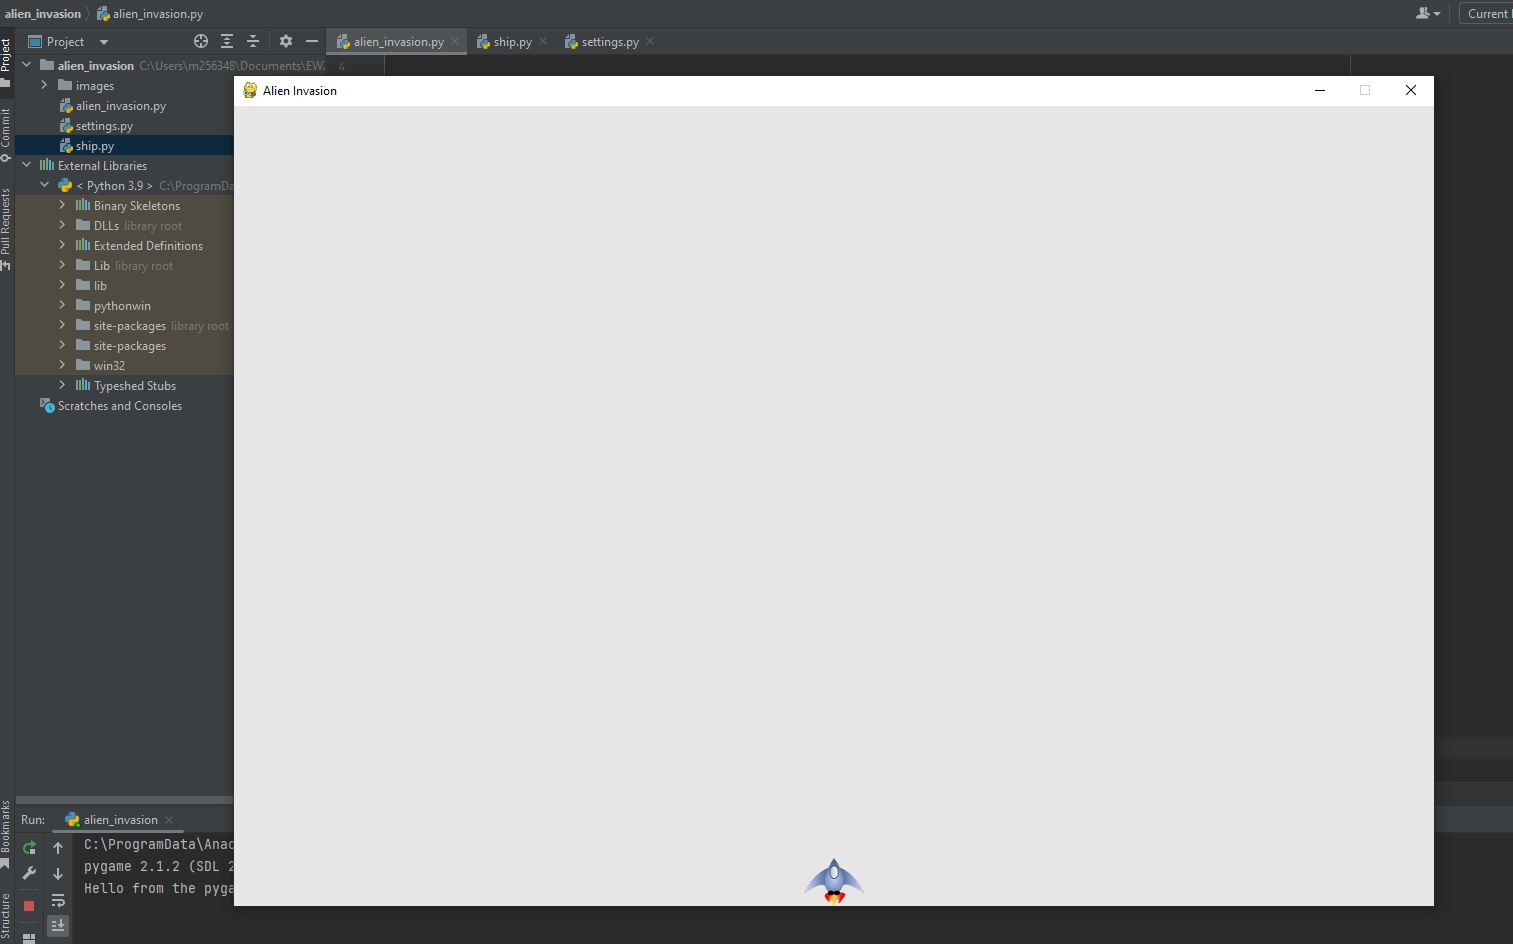 alien_invasion alien_invasion.py
Current
Project
alien_invasion.py ship.py settings.py
Project
alien_invasion C:\Users\m256348\Documents\EW2
4
images
alien_invasion.py
settings.py
ship.py
External Libraries
< Python 3.9 > C:\ProgramDa
Binary Skeletons
DLLs library root
Extended Definitions
Lib library root
lib
pythonwin
site-packages library root
site-packages
win32
Typeshed Stubs
Scratches and Consoles
Commit
Pull Requests
Alien Invasion
Bookmarks
Structure
Run: alien_invasion
C:\ProgramData\Anac
pygame 2.1.2 (SDL 2
Hello from the pyga